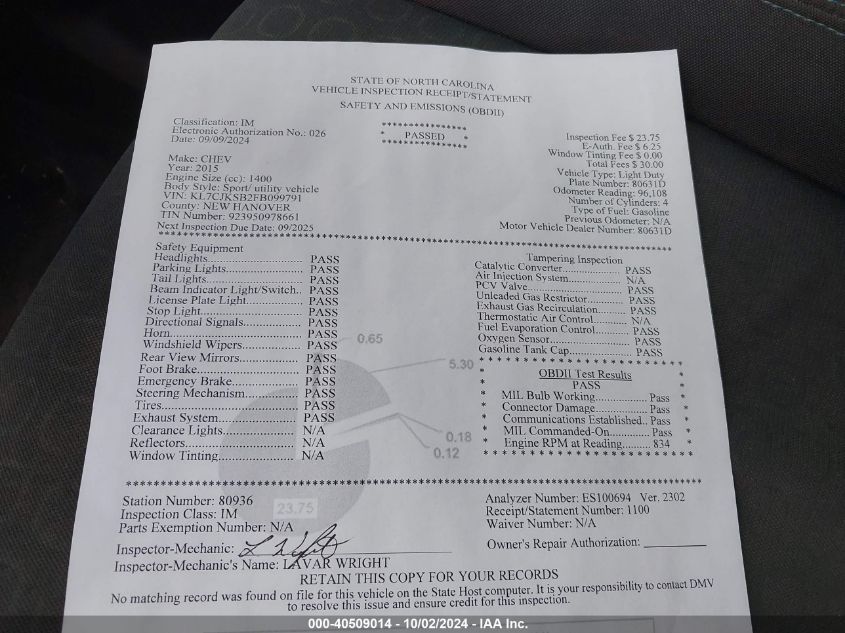 STATE OF NORTH CAROLINA
VEHICLE INSPECTION RECEIPT/STATEMENT
SAFETY AND EMISSIONS (OBDII)
Classification: IM
Electronic Authorization No.: 026
Date: 09/09/2024
****************
* PASSED *
****************
Inspection Fee $ 23.75
E-Auth. Fee $ 6.25
Window Tinting Fee $ 0.00
Total Fees $ 30.00
Make: CHEV
Year: 2015
Engine Size (cc): 1400
Body Style: Sport/ utility vehicle
VIN: KL7CJKSB2FB099791
County: NEW HANOVER
TIN Number: 923950978661
Next Inspection Due Date: 09/2025
Vehicle Type: Light Duty
Plate Number: 80631D
Odometer Reading: 96,108
Number of Cylinders: 4
Type of Fuel: Gasoline
Previous Odometer: N/A
Motor Vehicle Dealer Number: 80631D
Safety Equipment
Headlights.......... PASS
Parking Lights.......... PASS
Tail Lights.......... PASS
Beam Indicator Light/Switch.. PASS
License Plate Light.......... PASS
Stop Light.......... PASS
Directional Signals.......... PASS
Horn.......... PASS
Windshield Wipers.......... PASS
Rear View Mirrors.......... PASS
Foot Brake.......... PASS
Emergency Brake.......... PASS
Steering Mechanism.......... PASS
Tires.......... PASS
Exhaust System.......... PASS
Clearance Lights.......... N/A
Reflectors.......... N/A
Window Tinting.......... N/A
0.65
5.30
0.18
0.12
23.75
Tampering Inspection
Catalytic Converter.......... PASS
Air Injection System.......... N/A
PCV Valve.......... PASS
Unleaded Gas Restrictor.......... PASS
Exhaust Gas Recirculation.......... PASS
Thermostatic Air Control.......... N/A
Fuel Evaporation Control.......... PASS
Oxygen Sensor.......... PASS
Gasoline Tank Cap.......... PASS
OBDII Test Results
PASS
MIL Bulb Working.......... Pass
Connector Damage.......... Pass
Communications Established.. Pass
MIL Commanded-On.......... Pass
Engine RPM at Reading.......... 834
Station Number: 80936
Inspection Class: IM
Parts Exemption Number: N/A
Analyzer Number: ES100694 Ver. 2302
Receipt/Statement Number: 1100
Waiver Number: N/A
Inspector-Mechanic:
Owner's Repair Authorization:
Inspector-Mechanic's Name: LAVAR WRIGHT
RETAIN THIS COPY FOR YOUR RECORDS
No matching record was found on file for this vehicle on the State Host computer. It is your responsibility to contact DMV
to resolve this issue and ensure credit for this inspection.
000-40509014 - 10/02/2024 - IAA Inc.